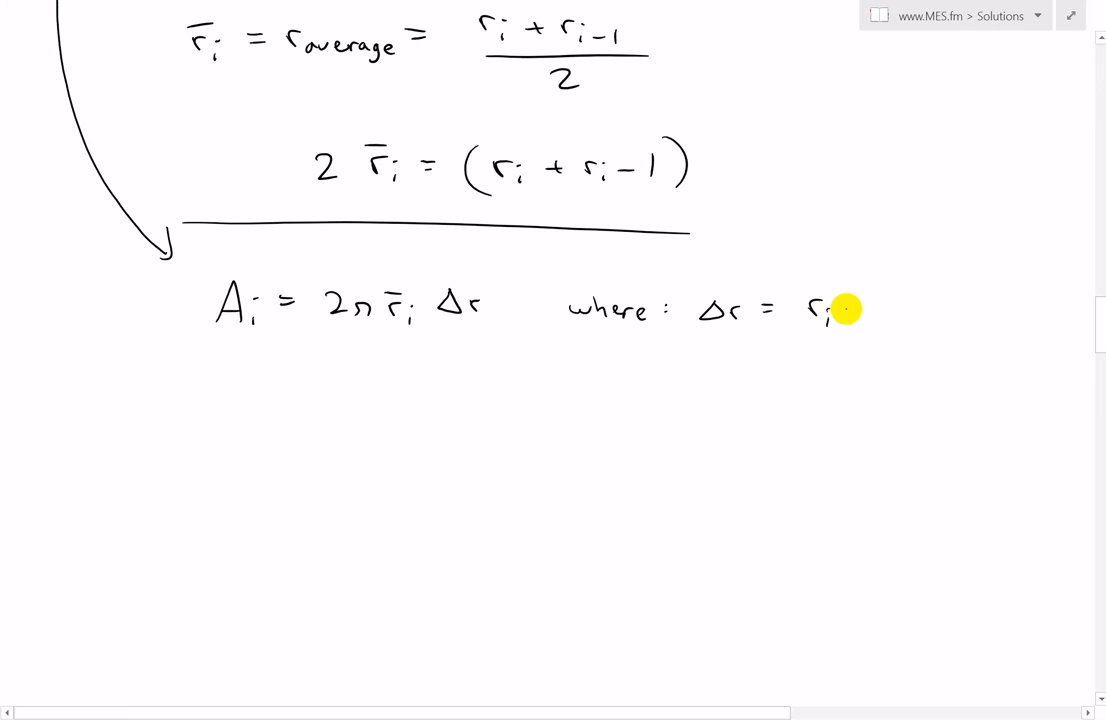 www.MES.fm > Solutions
r̄ᵢ = r_average = (rᵢ + rᵢ₋₁) / 2
2 r̄ᵢ = (rᵢ + rᵢ - 1)
Aᵢ = 2π r̄ᵢ Δr where : Δr = rᵢ